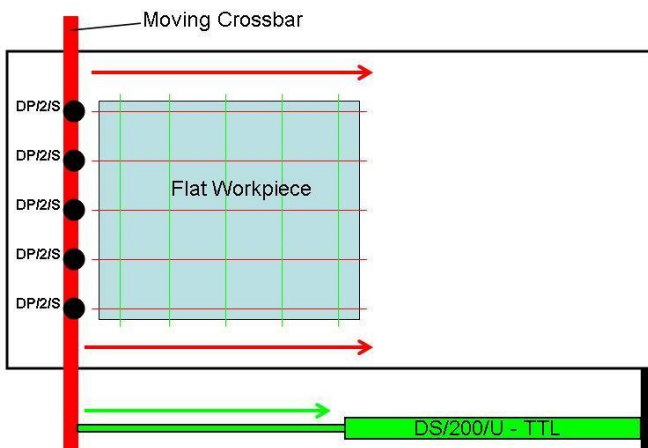 Moving Crossbar
DP/2/S
DP/2/S
Flat Workpiece
DP/2/S
DP/2/S
DP/2/S
DS/200/U - TTL